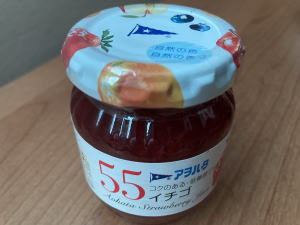 自然の色
自然の香り
アヲハタ
55
コクのある
イチゴ
Aohata Strawberry